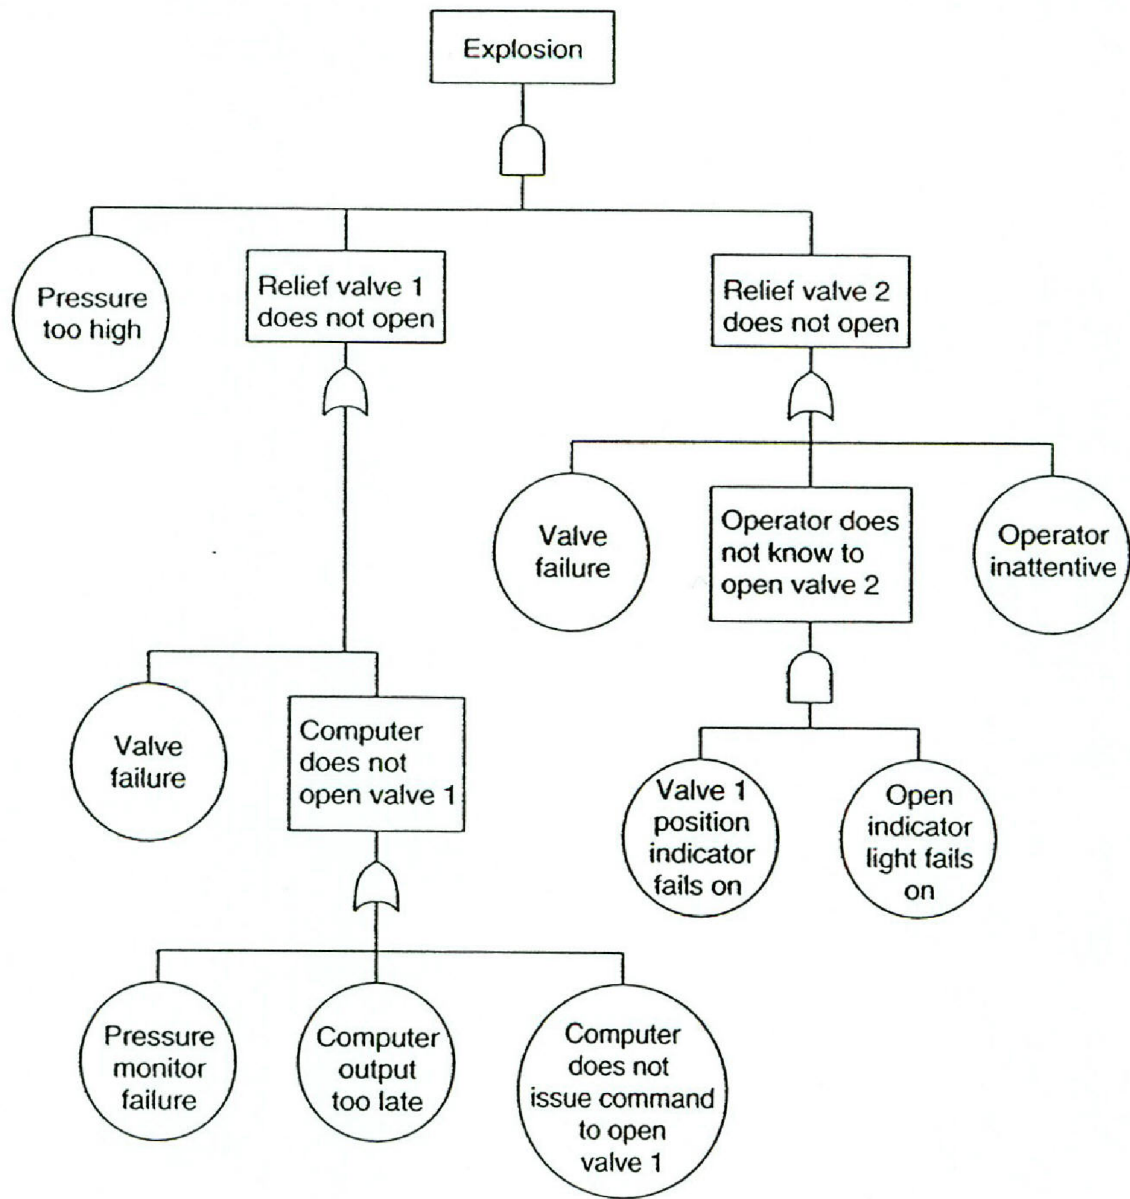 Explosion
Pressure
too high
Relief valve 1
does not open
Relief valve 2
does not open
Valve
failure
Operator does
not know to
open valve 2
Operator
inattentive
Valve
failure
Computer
does not
open valve 1
Valve 1
position
indicator
fails on
Open
indicator
light fails
on
Pressure
monitor
failure
Computer
output
too late
Computer
does not
issue command
to open
valve 1